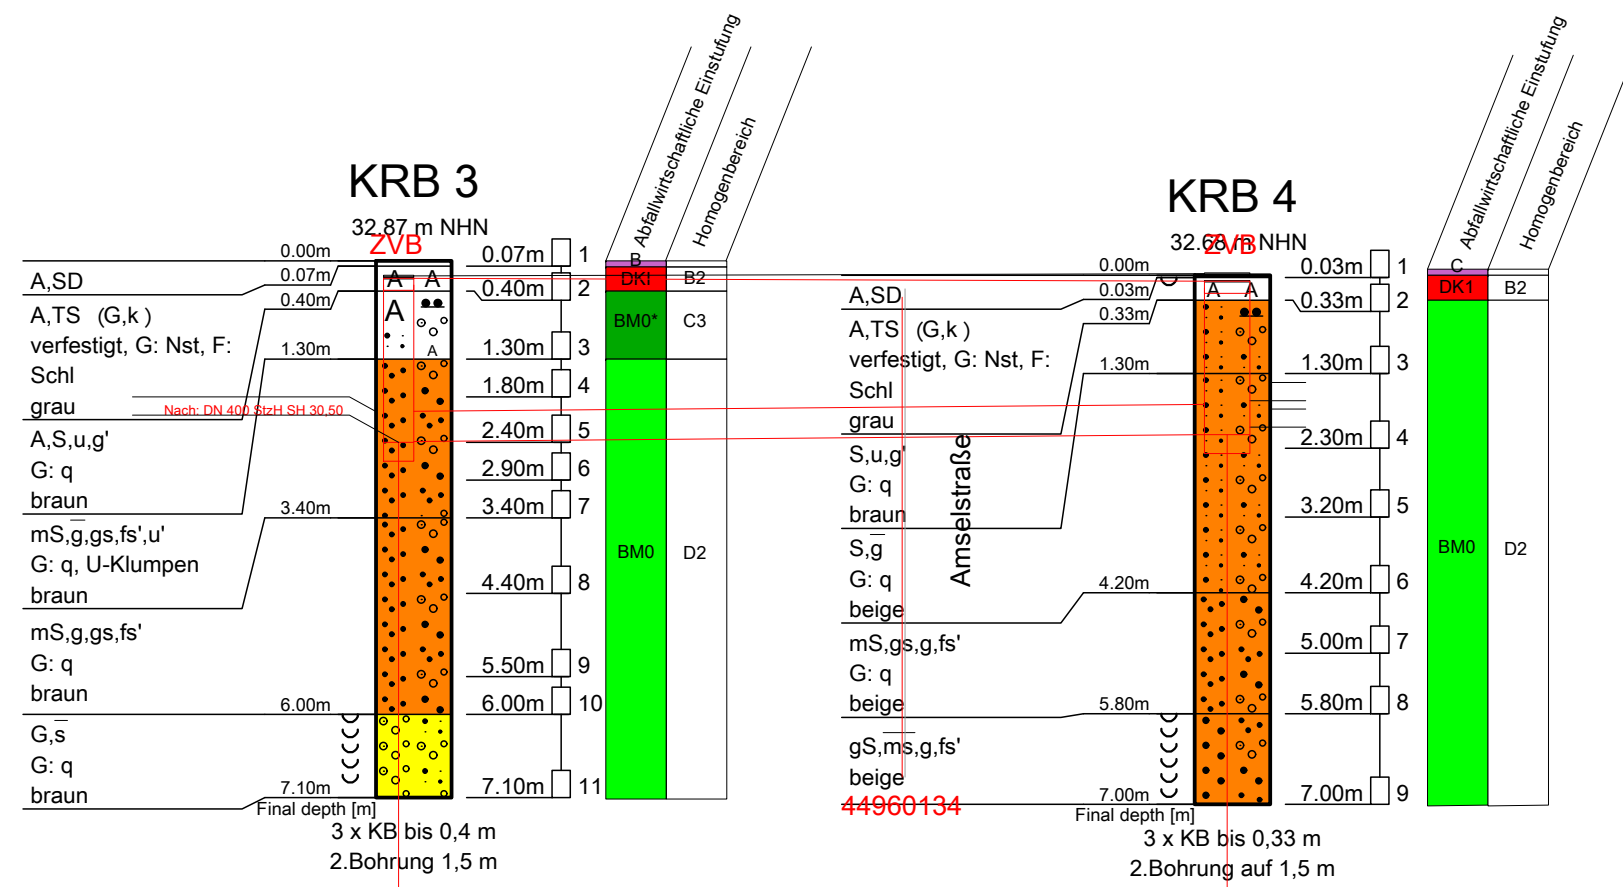 KRB 3
32.87 m NHN
ZVB
Abfallwirtschaftliche Einstufung
Homogenbereich
0.00m
0.07m
0.40m
1.30m
3.40m
6.00m
7.10m
A,SD
A,TS (G,k )
verfestigt, G: Nst, F:
Schl
grau
A,S,u,g'
G: q
braun
mS,g̅,gs,fs',u'
G: q, U-Klumpen
braun
mS,g,gs,fs'
G: q
braun
G,s̅
G: q
braun
Nach: DN 400 StzH SH 30,50
A A
A
A
0.07m 1
0.40m 2
1.30m 3
1.80m 4
2.40m 5
2.90m 6
3.40m 7
4.40m 8
5.50m 9
6.00m 10
7.10m 11
B
DKI B2
BM0* C3
BM0 D2
Final depth [m]
3 x KB bis 0,4 m
2.Bohrung 1,5 m
KRB 4
32.68 m NHN
ZVB
Abfallwirtschaftliche Einstufung
Homogenbereich
0.00m
0.03m
0.33m
1.30m
4.20m
5.80m
7.00m
A,SD
A,TS (G,k )
verfestigt, G: Nst, F:
Schl
grau
S,u,g'
G: q
braun
S,g̅
G: q
beige
mS,gs,g,fs'
G: q
beige
gS,m̅s̅,g,fs'
beige
Amselstraße
44960134
A A
0.03m 1
0.33m 2
1.30m 3
2.30m 4
3.20m 5
4.20m 6
5.00m 7
5.80m 8
7.00m 9
C
DK1 B2
BM0 D2
Final depth [m]
3 x KB bis 0,33 m
2.Bohrung auf 1,5 m